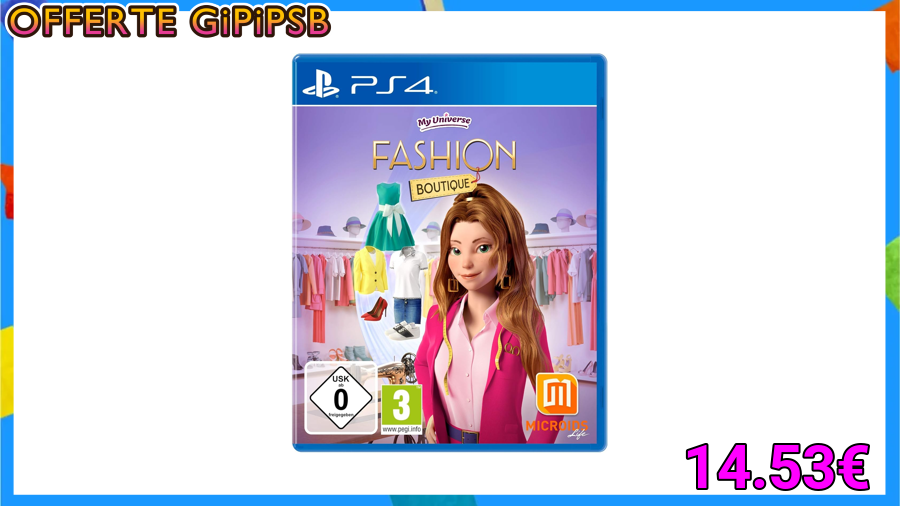 OFFERTE GiPiPSB
PS4
My Universe
FASHION
BOUTIQUE
USK
ab
0
freigegeben
3
www.pegi.info
MICROIDS
Life
14.53€